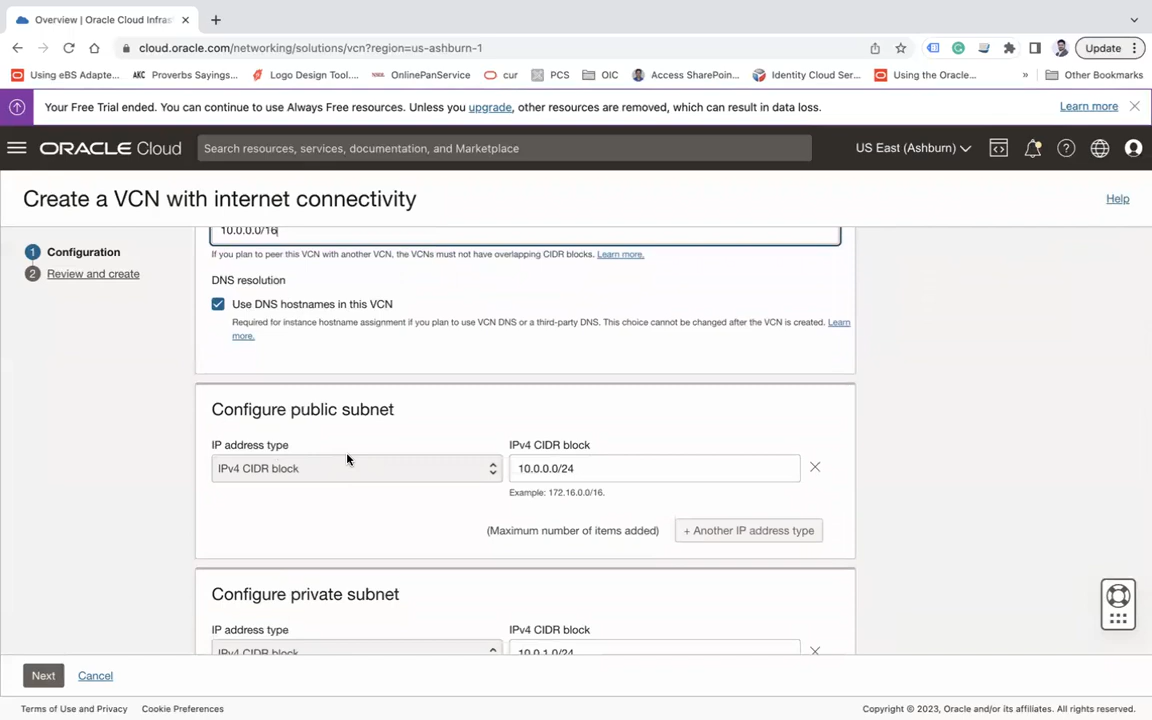 Overview | Oracle Cloud Infras
cloud.oracle.com/networking/solutions/vcn?region=us-ashburn-1
Update
Using eBS Adapte...
AKC Proverbs Sayings...
Logo Design Tool....
OnlinePanService
cur
PCS
OIC
Access SharePoin...
Identity Cloud Ser...
Using the Oracle...
»
Other Bookmarks
Your Free Trial ended. You can continue to use Always Free resources. Unless you upgrade, other resources are removed, which can result in data loss.
Learn more
ORACLE Cloud
Search resources, services, documentation, and Marketplace
US East (Ashburn)
Create a VCN with internet connectivity
Help
1 Configuration
2 Review and create
10.0.0.0/16
If you plan to peer this VCN with another VCN, the VCNs must not have overlapping CIDR blocks. Learn more.
DNS resolution
Use DNS hostnames in this VCN
Required for instance hostname assignment if you plan to use VCN DNS or a third-party DNS. This choice cannot be changed after the VCN is created. Learn
more.
Configure public subnet
IP address type
IPv4 CIDR block
IPv4 CIDR block
10.0.0.0/24
Example: 172.16.0.0/16.
(Maximum number of items added)
+ Another IP address type
Configure private subnet
IP address type
IPv4 CIDR block
IPv4 CIDR block
10.0.1.0/24
Next
Cancel
Terms of Use and Privacy
Cookie Preferences
Copyright © 2023, Oracle and/or its affiliates. All rights reserved.